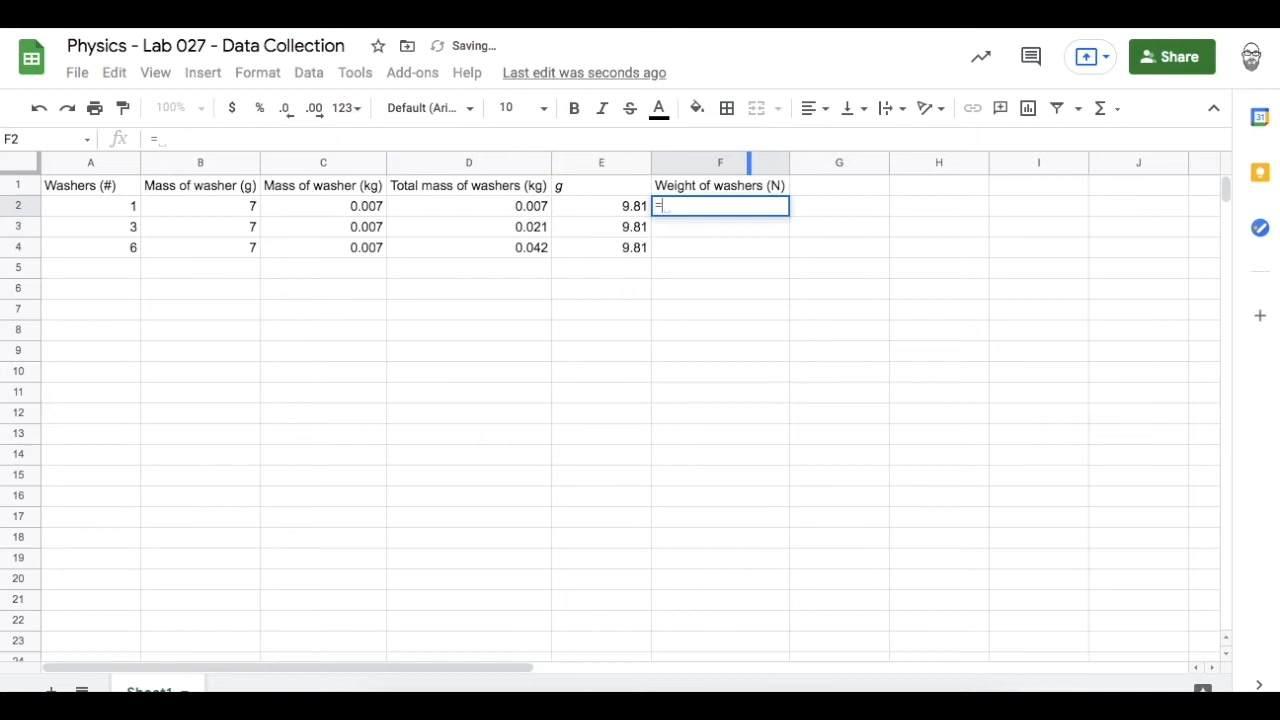 Physics - Lab 027 - Data Collection Saving…
File Edit View Insert Format Data Tools Add-ons Help Last edit was seconds ago
Share
100% $ % .0 .00 123 Default (Ari... 10 B I S A Σ
31
F2 fx =
A B C D E F G H I J
1 Washers (#) Mass of washer (g) Mass of washer (kg) Total mass of washers (kg) g Weight of washers (N)
2 1 7 0.007 0.007 9.81 =
3 3 7 0.007 0.021 9.81
4 6 7 0.007 0.042 9.81
5
6
7
8
9
10
11
12
13
14
15
16
17
18
19
20
21
22
23
24
Sheet1